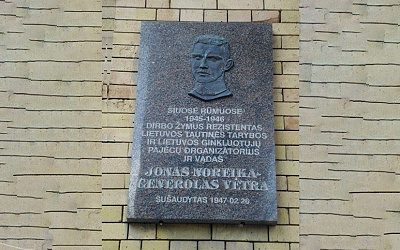 ŠIUOSE RŪMUOSE
1945-1946
DIRBO ŽYMUS REZISTENTAS
LIETUVOS TAUTINĖS TARYBOS
IR LIETUVOS GINKLUOTŲJŲ
PAJĖGŲ ORGANIZATORIUS
IR VADAS
JONAS NOREIKA-
GENEROLAS VĖTRA
SUŠAUDYTAS 1947 02 26